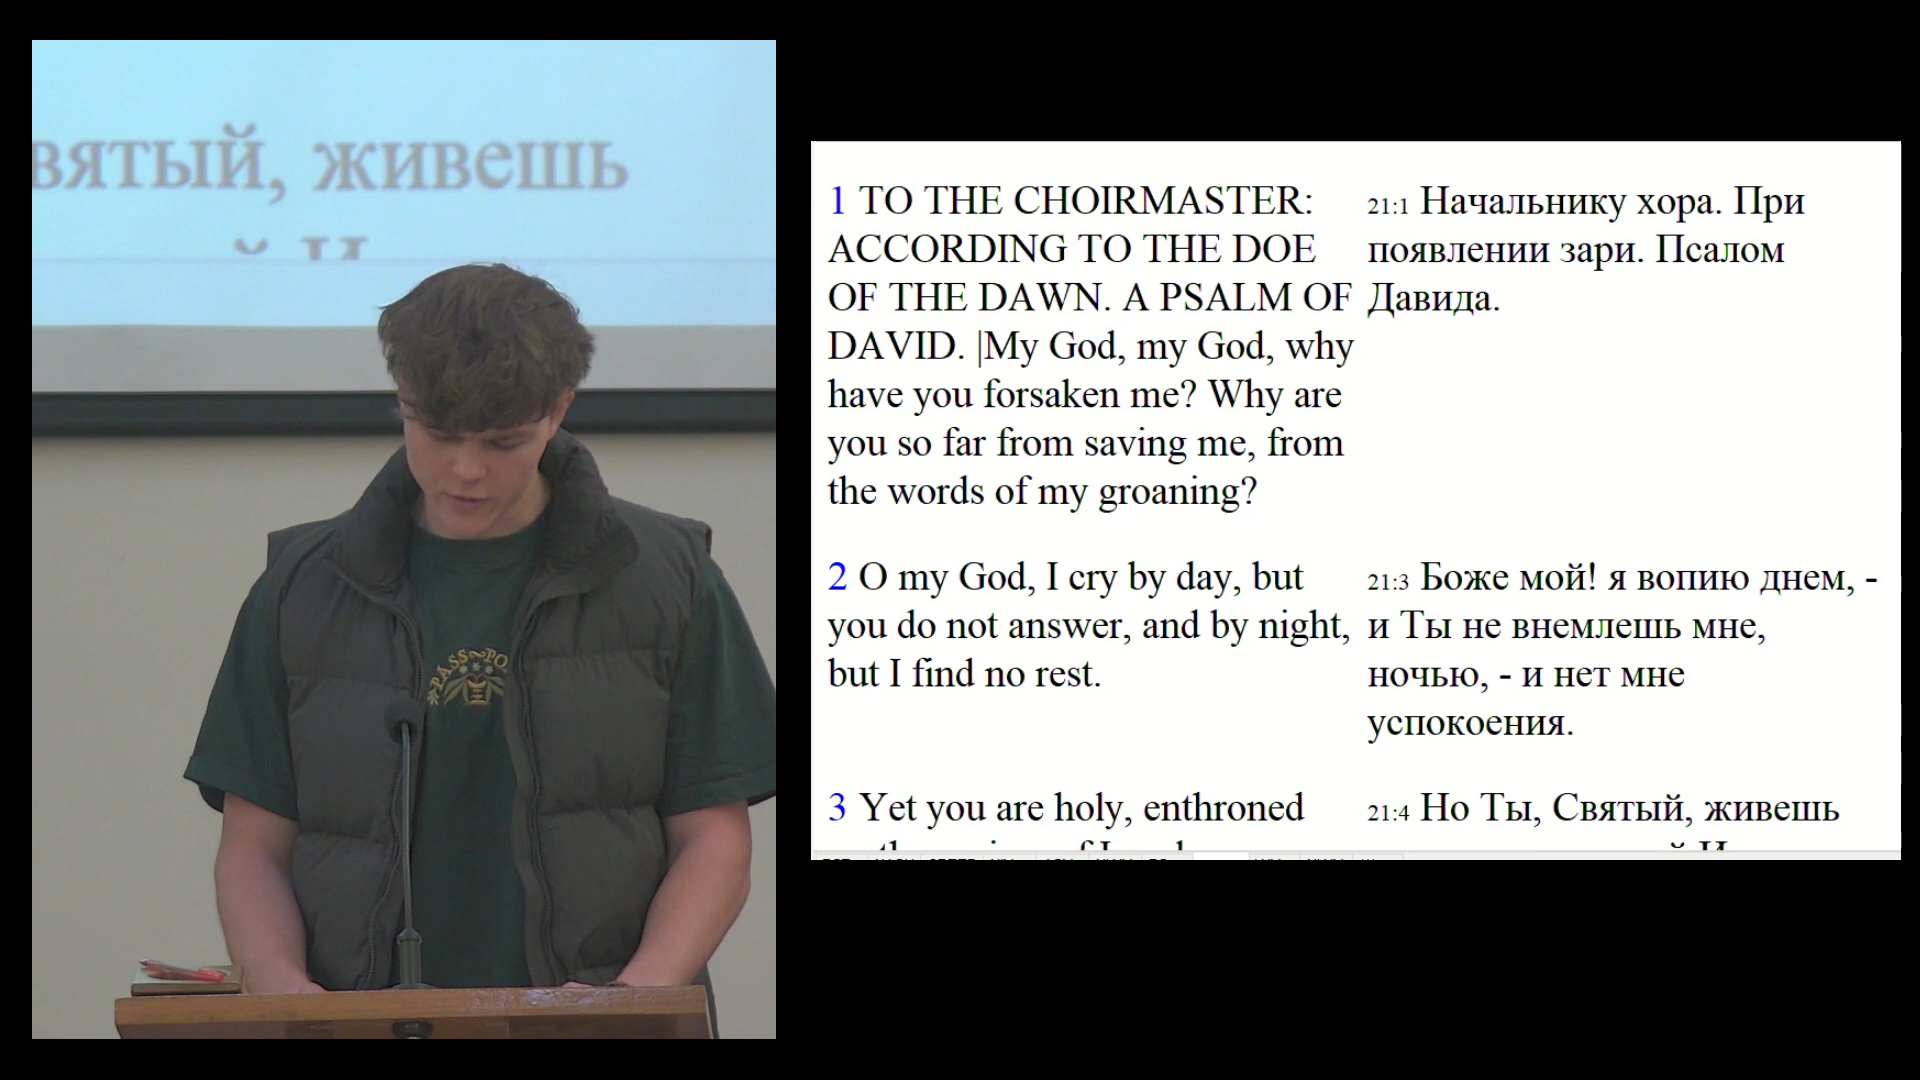 вятый, живешь
PASS~PO
1 TO THE CHOIRMASTER:
ACCORDING TO THE DOE
OF THE DAWN. A PSALM OF
DAVID. |My God, my God, why
have you forsaken me? Why are
you so far from saving me, from
the words of my groaning?
21:1 Начальнику хора. При
появлении зари. Псалом
Давида.
2 O my God, I cry by day, but
you do not answer, and by night,
but I find no rest.
21:3 Боже мой! я вопию днем, -
и Ты не внемлешь мне,
ночью, - и нет мне
успокоения.
3 Yet you are holy, enthroned
21:4 Но Ты, Святый, живешь